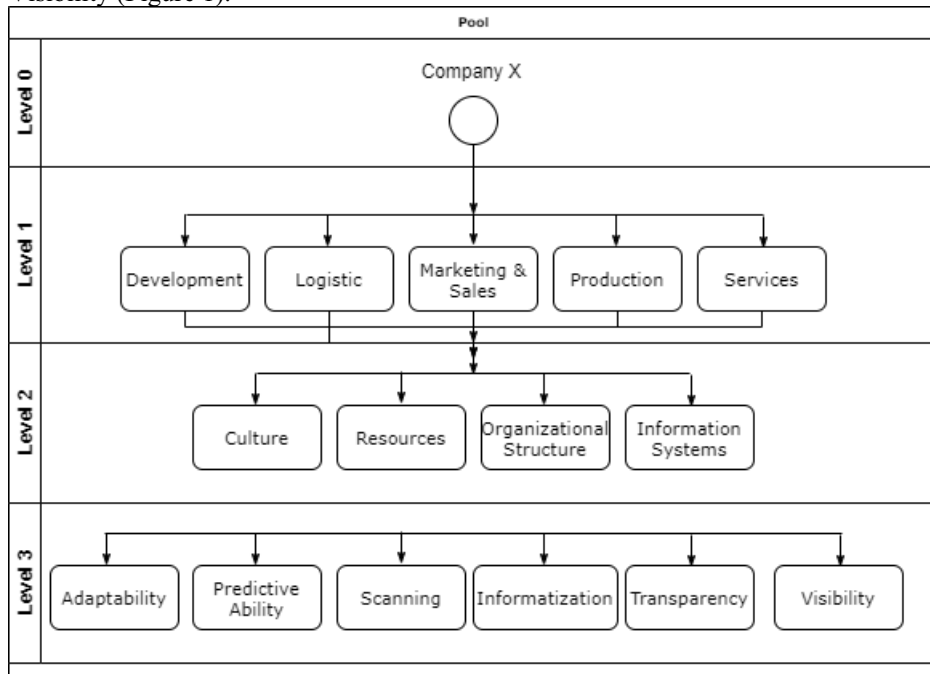 Visibility (Figure 1).
Pool
Level 0
Company X
Level 1
Development
Logistic
Marketing &
Sales
Production
Services
Level 2
Culture
Resources
Organizational
Structure
Information
Systems
Level 3
Adaptability
Predictive
Ability
Scanning
Informatization
Transparency
Visibility